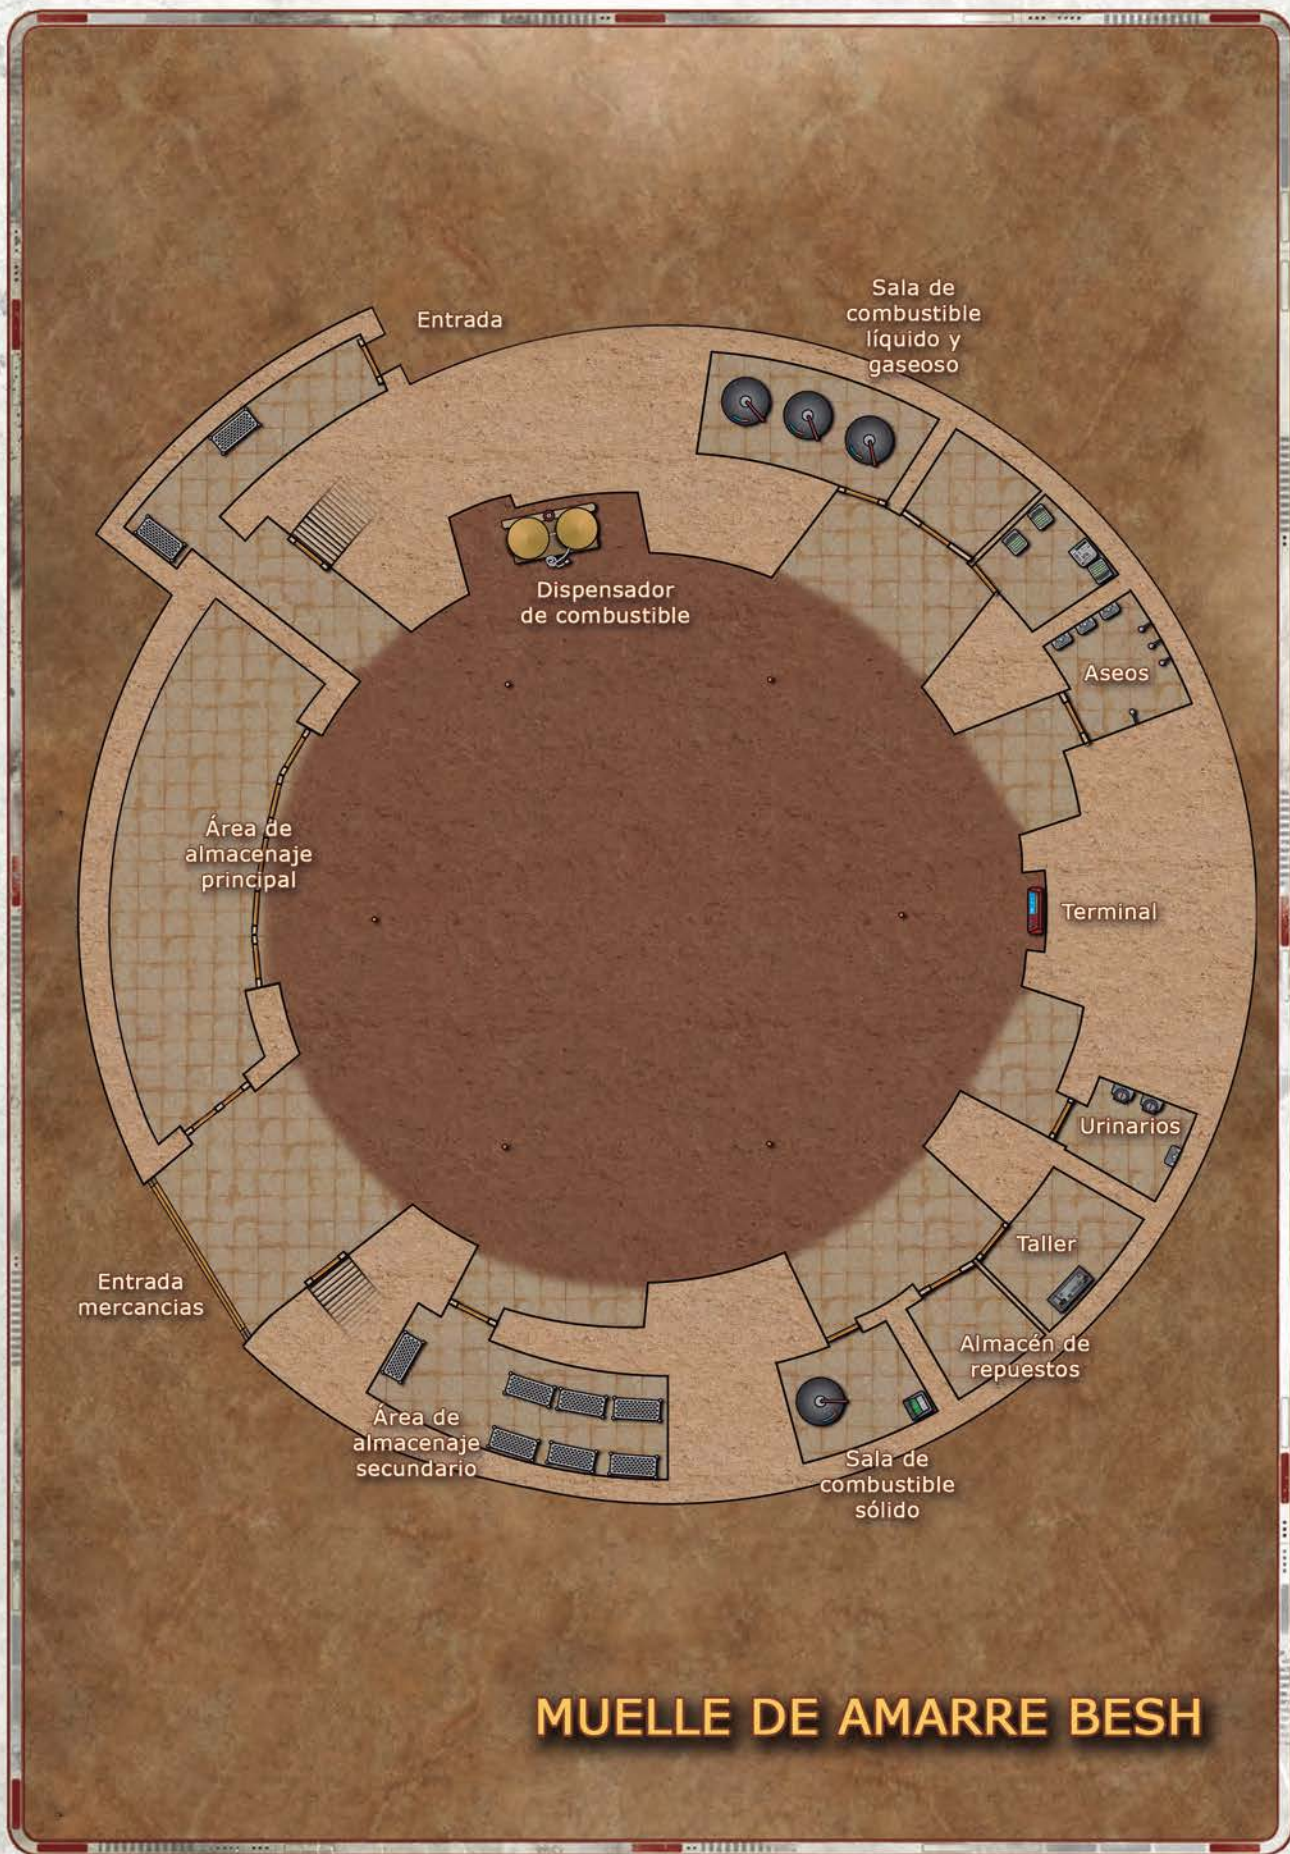 Entrada
Sala de
combustible
líquido y
gaseoso
Dispensador
de combustible
Aseos
Área de
almacenaje
principal
Terminal
Urinarios
Taller
Entrada
mercancias
Almacén de
repuestos
Área de
almacenaje
secundario
Sala de
combustible
sólido
MUELLE DE AMARRE BESH